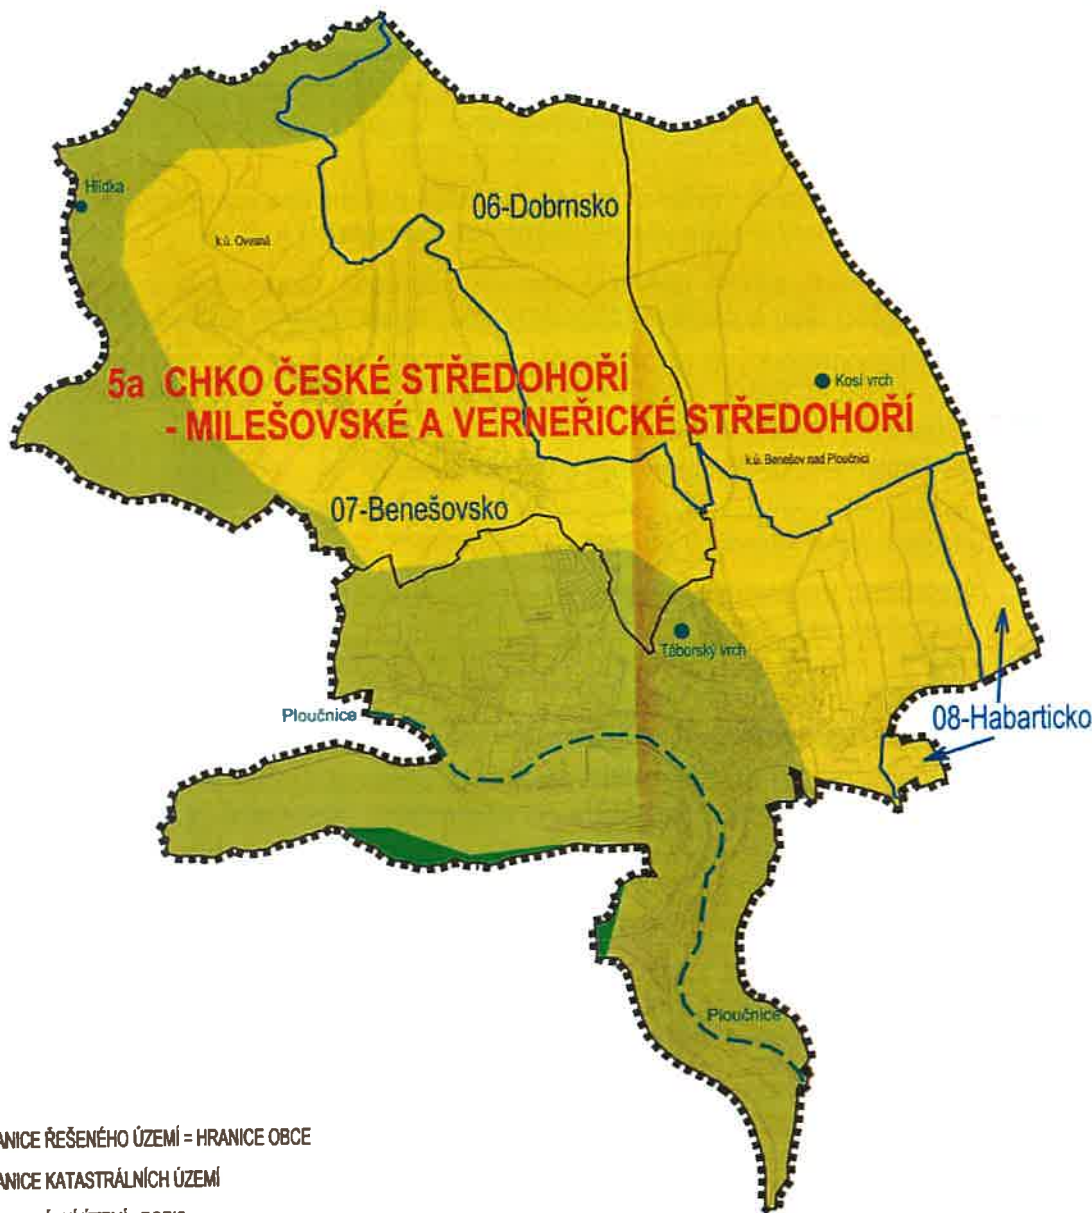 Hlídka
06-Dobrnsko
k.ú. Ovesná
5a CHKO ČESKÉ STŘEDOHOŘÍ
- MILEŠOVSKÉ A VERNEŘICKÉ STŘEDOHOŘÍ
Kosí vrch
k.ú. Benešov nad Ploučnicí
07-Benešovsko
Táborský vrch
Ploučnice
08-Habarticko
Ploučnice
ANICE ŘEŠENÉHO ÚZEMÍ = HRANICE OBCE
ANICE KATASTRÁLNÍCH ÚZEMÍ